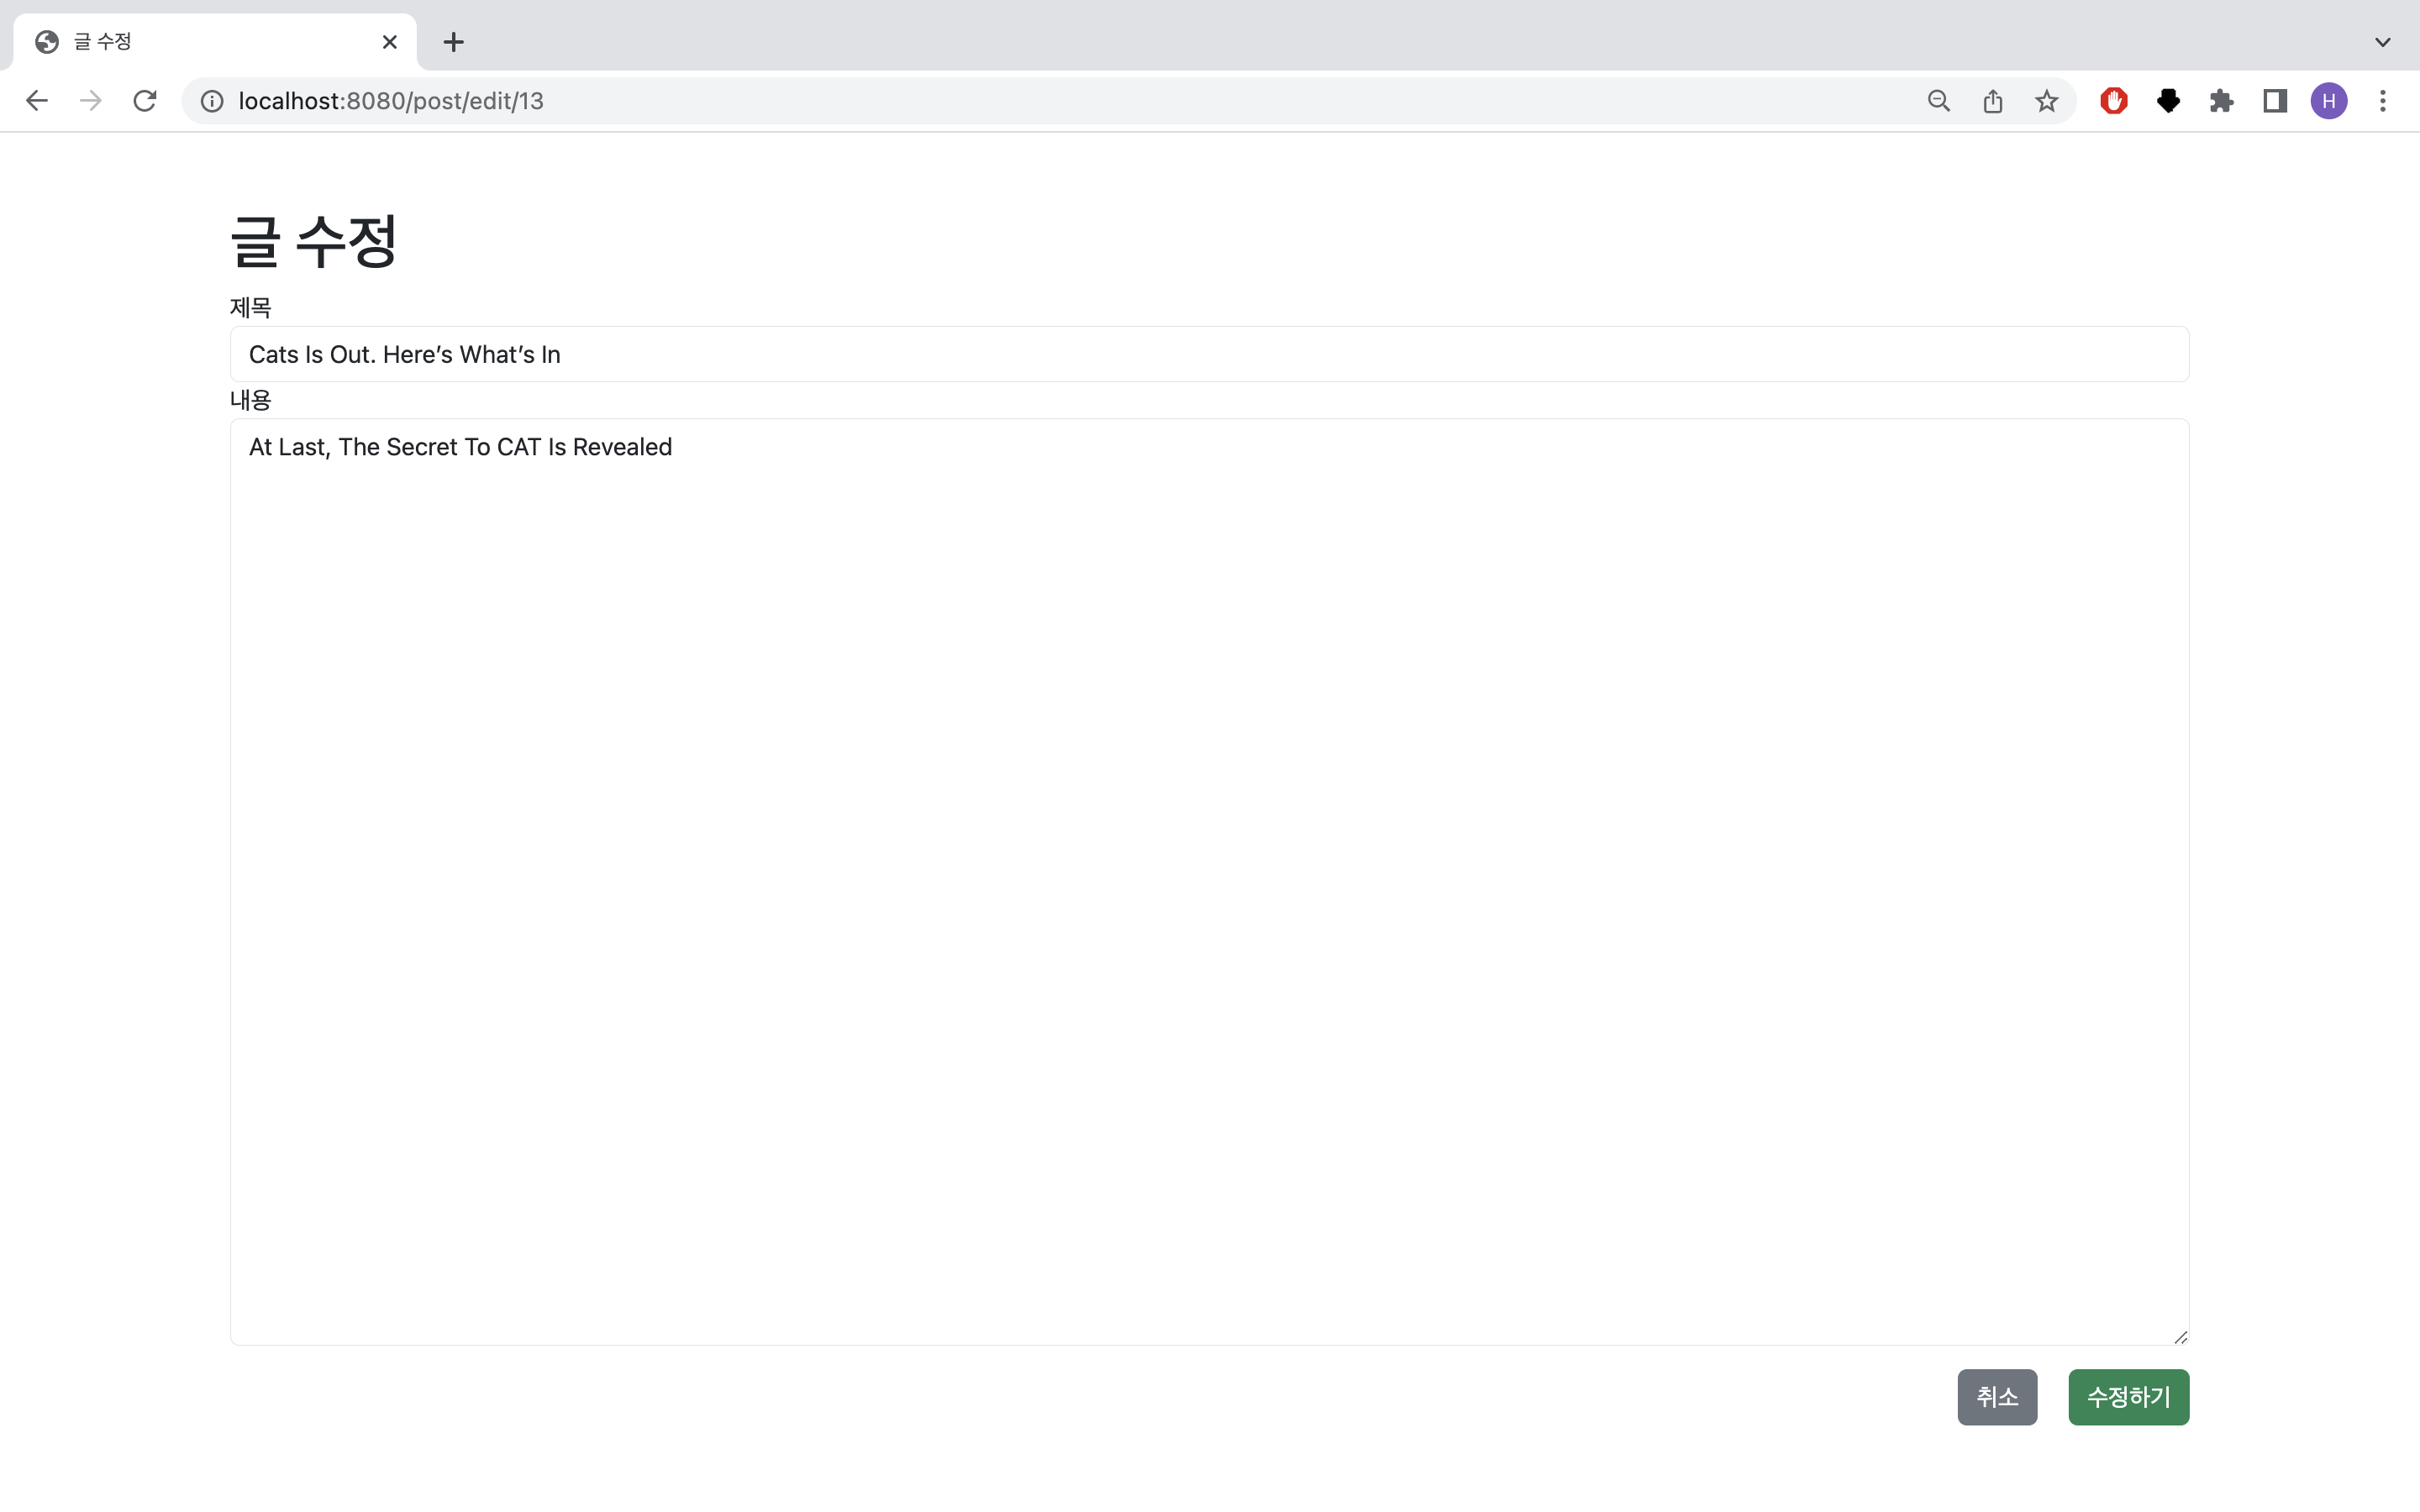 글 수정
localhost:8080/post/edit/13
H
글 수정
제목
Cats Is Out. Here’s What’s In
내용
At Last, The Secret To CAT Is Revealed
취소 수정하기